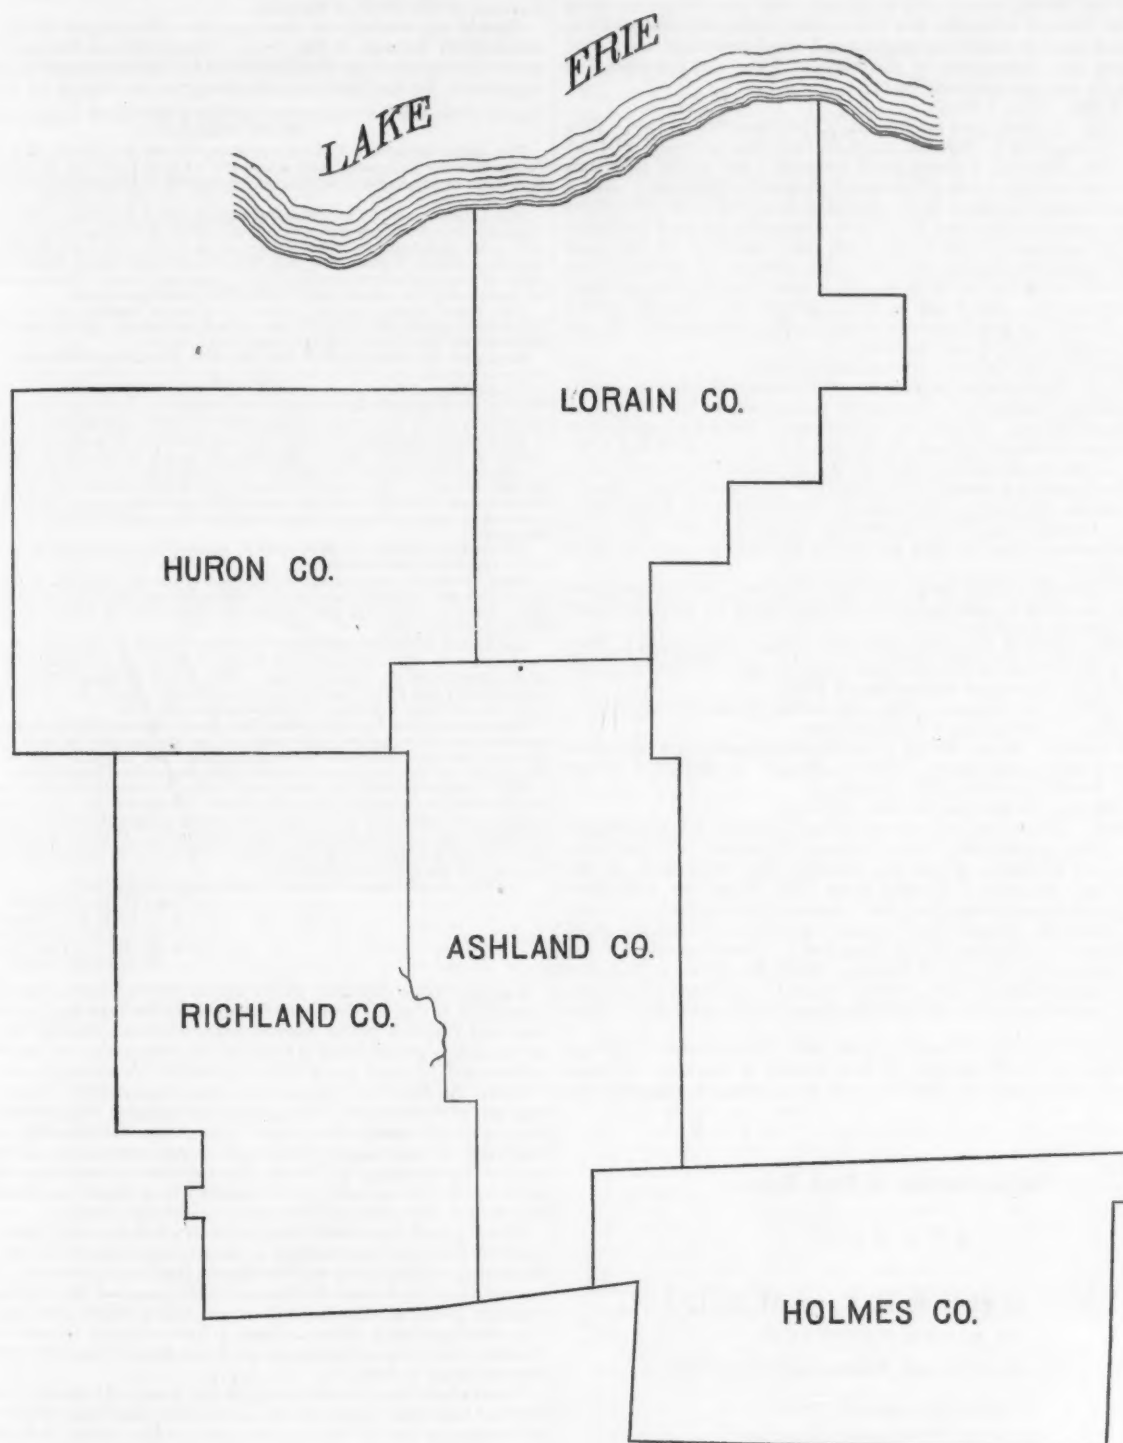 LAKE ERIE
LORAIN CO.
HURON CO.
ASHLAND CO.
RICHLAND CO.
HOLMES CO.